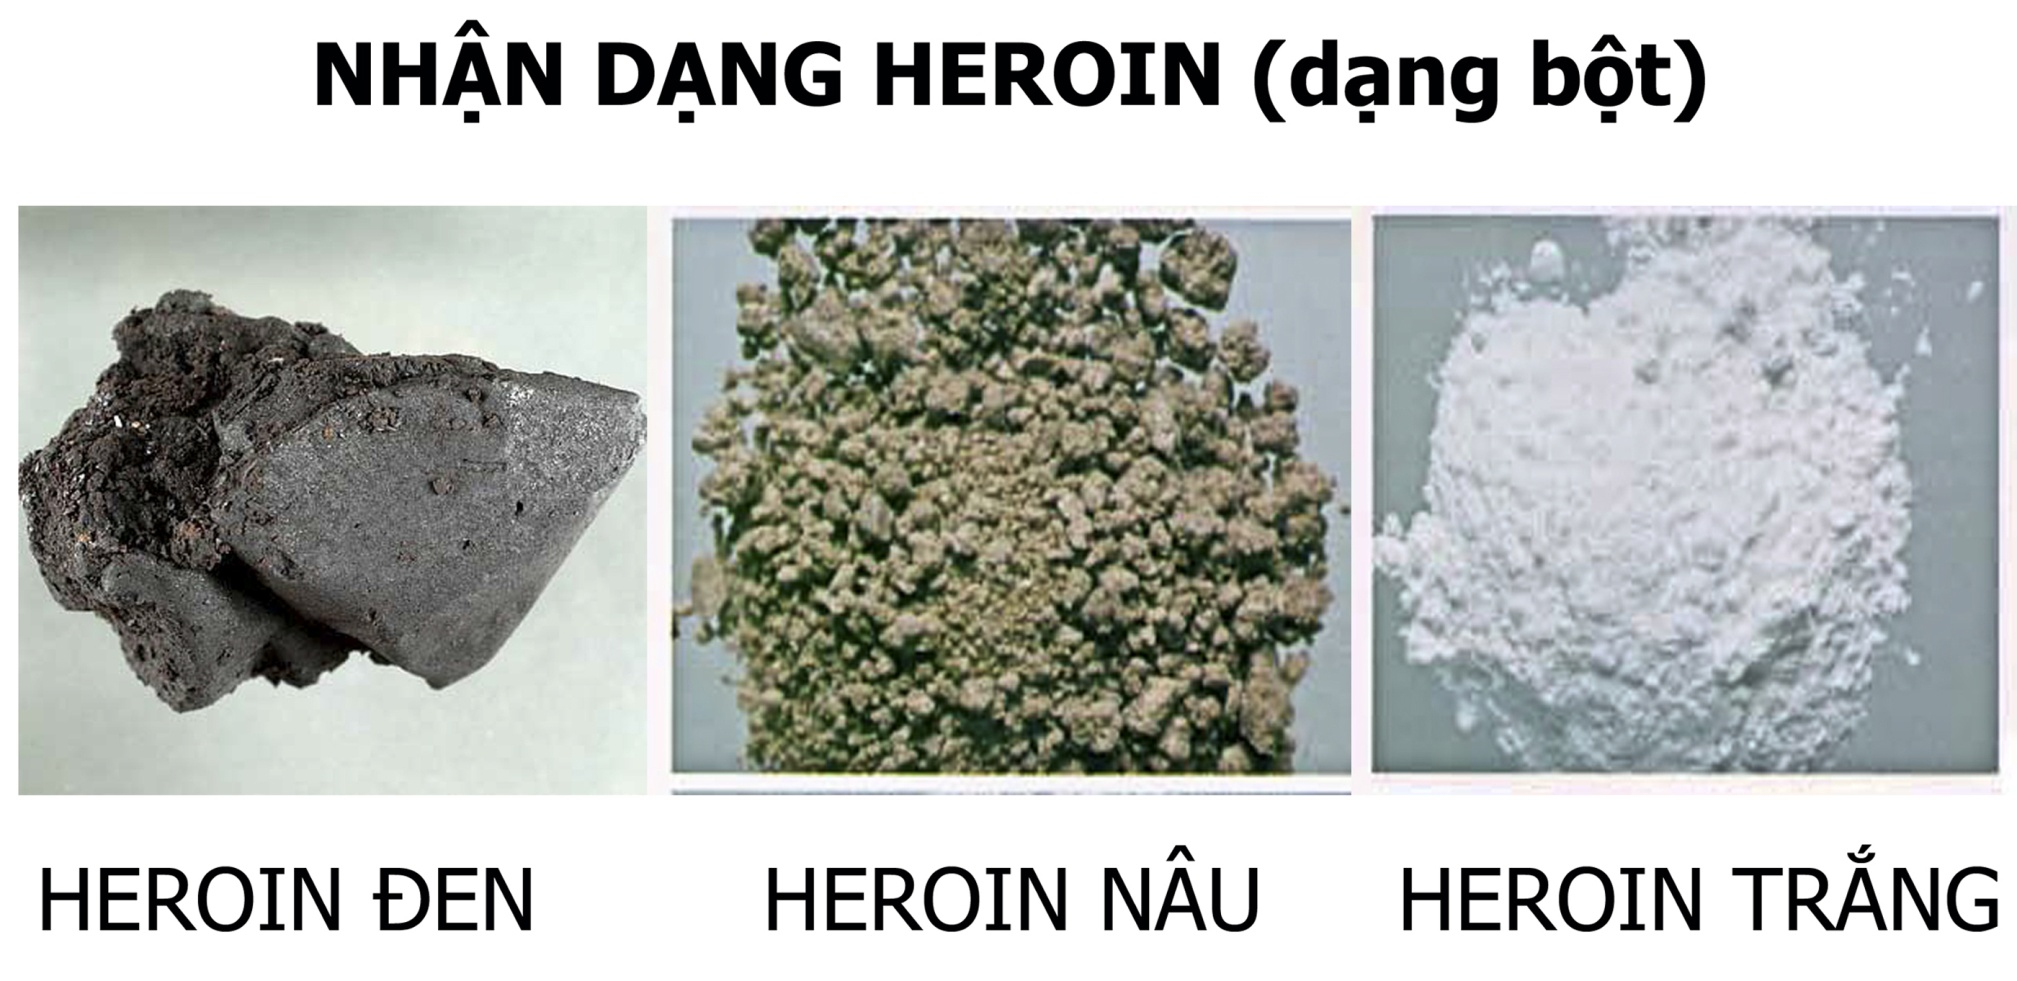 NHẬN DẠNG HEROIN (dạng bột)
HEROIN ĐEN
HEROIN NÂU
HEROIN TRẮNG